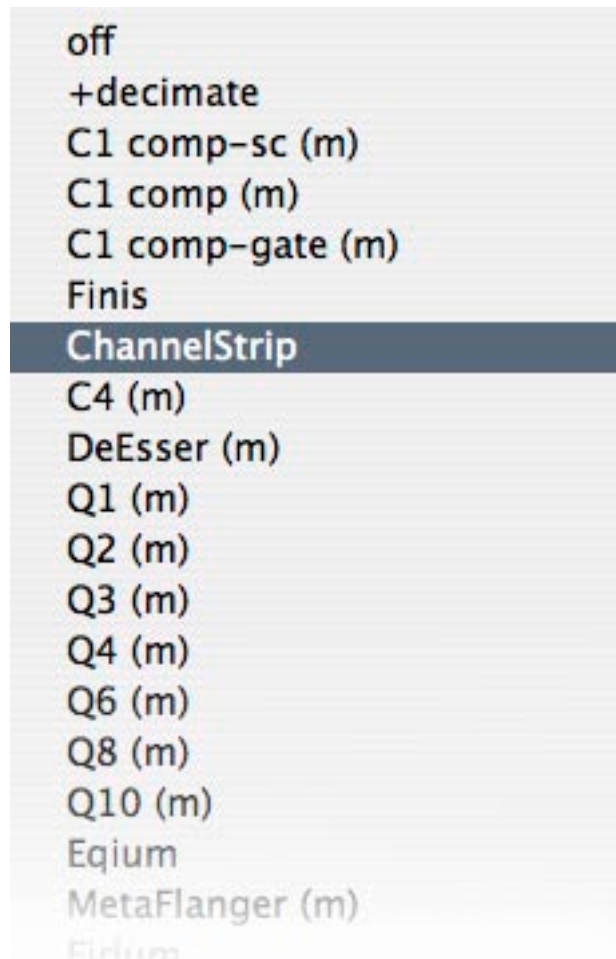 off
+decimate
C1 comp-sc (m)
C1 comp (m)
C1 comp-gate (m)
Finis
ChannelStrip
C4 (m)
DeEsser (m)
Q1 (m)
Q2 (m)
Q3 (m)
Q4 (m)
Q6 (m)
Q8 (m)
Q10 (m)
Eqium
MetaFlanger (m)